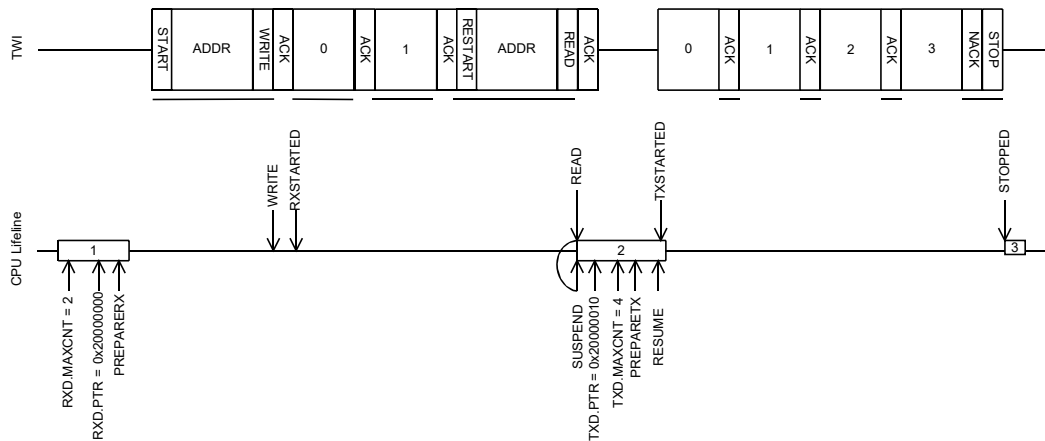 TWI
START
ADDR
WRITE
ACK
0
ACK
1
ACK
RESTART
ADDR
READ
ACK
0
ACK
1
ACK
2
ACK
3
NACK
STOP
CPU Lifeline
WRITE
RXSTARTED
READ
TXSTARTED
STOPPED
1
2
3
RXD.MAXCNT = 2
RXD.PTR = 0x20000000
PREPARERX
SUSPEND
TXD.PTR = 0x20000010
TXD.MAXCNT = 4
PREPARETX
RESUME